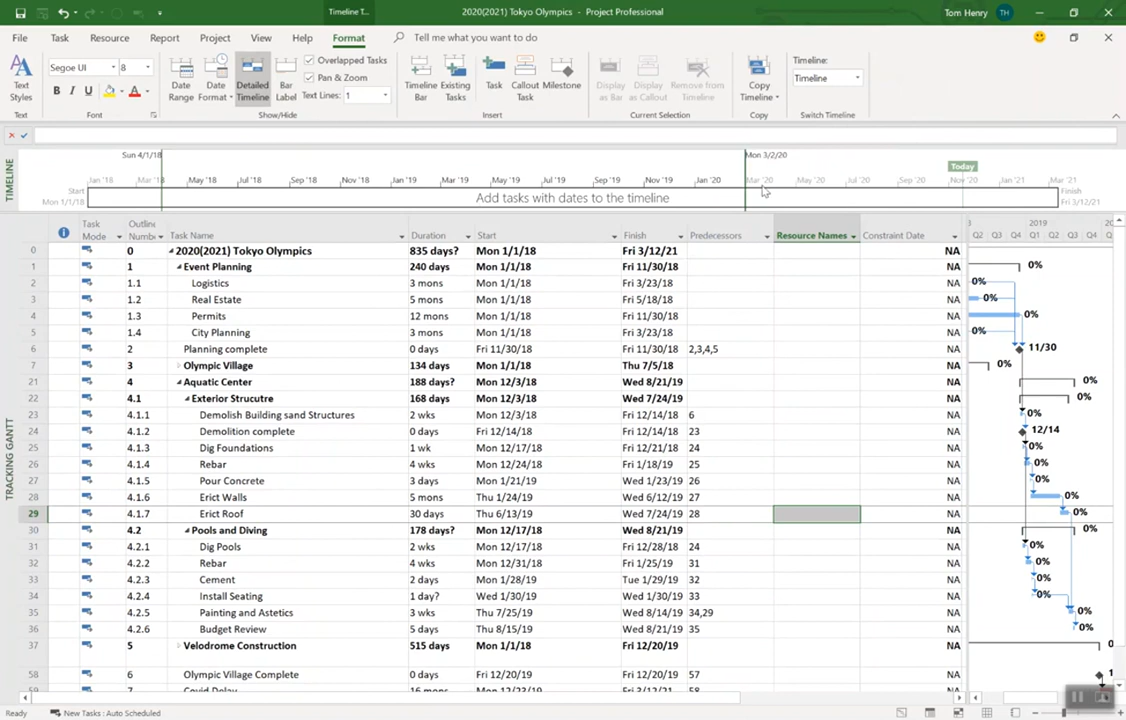 Timeline T...
2020(2021) Tokyo Olympics - Project Professional
Tom Henry TH
File Task Resource Report Project View Help Format Tell me what you want to do
Segoe UI 8
B I U A
Text Styles
Text
Font
Date Range
Date Format
Detailed Timeline
Bar Label
Overlapped Tasks
Pan & Zoom
Text Lines: 1
Show/Hide
Timeline Bar
Existing Tasks
Task
Callout Task
Milestone
Insert
Display as Bar
Display as Callout
Remove from Timeline
Current Selection
Copy Timeline
Copy
Timeline:
Timeline
Switch Timeline
TIMELINE
Sun 4/1/18 Mon 3/2/20 Today
Jan '18 Mar '18 May '18 Jul '18 Sep '18 Nov '18 Jan '19 Mar '19 May '19 Jul '19 Sep '19 Nov '19 Jan '20 Mar '20 May '20 Jul '20 Sep '20 Nov '20 Jan '21 Mar '21
Start
Mon 1/1/18
Add tasks with dates to the timeline
Finish
Fri 3/12/21
TRACKING GANTT
Task Mode Outline Numb Task Name Duration Start Finish Predecessors Resource Names Constraint Date
2019 20
Q2 Q3 Q4 Q1 Q2 Q3 Q4 Q
0 0 2020(2021) Tokyo Olympics 835 days? Mon 1/1/18 Fri 3/12/21 NA
1 1 Event Planning 240 days Mon 1/1/18 Fri 11/30/18 NA 0%
2 1.1 Logistics 3 mons Mon 1/1/18 Fri 3/23/18 NA 0%
3 1.2 Real Estate 5 mons Mon 1/1/18 Fri 5/18/18 NA 0%
4 1.3 Permits 12 mons Mon 1/1/18 Fri 11/30/18 NA 0%
5 1.4 City Planning 3 mons Mon 1/1/18 Fri 3/23/18 NA 0%
6 2 Planning complete 0 days Fri 11/30/18 Fri 11/30/18 2,3,4,5 NA 11/30
7 3 Olympic Village 134 days Mon 1/1/18 Thu 7/5/18 NA 0%
21 4 Aquatic Center 188 days? Mon 12/3/18 Wed 8/21/19 NA 0%
22 4.1 Exterior Strucutre 168 days Mon 12/3/18 Wed 7/24/19 NA 0%
23 4.1.1 Demolish Building sand Structures 2 wks Mon 12/3/18 Fri 12/14/18 6 NA 0%
24 4.1.2 Demolition complete 0 days Fri 12/14/18 Fri 12/14/18 23 NA 12/14
25 4.1.3 Dig Foundations 1 wk Mon 12/17/18 Fri 12/21/18 24 NA 0%
26 4.1.4 Rebar 4 wks Mon 12/24/18 Fri 1/18/19 25 NA 0%
27 4.1.5 Pour Concrete 3 days Mon 1/21/19 Wed 1/23/19 26 NA 0%
28 4.1.6 Erict Walls 5 mons Thu 1/24/19 Wed 6/12/19 27 NA 0%
29 4.1.7 Erict Roof 30 days Thu 6/13/19 Wed 7/24/19 28 NA 0%
30 4.2 Pools and Diving 178 days? Mon 12/17/18 Wed 8/21/19 NA 0%
31 4.2.1 Dig Pools 2 wks Mon 12/17/18 Fri 12/28/18 24 NA 0%
32 4.2.2 Rebar 4 wks Mon 12/31/18 Fri 1/25/19 31 NA 0%
33 4.2.3 Cement 2 days Mon 1/28/19 Tue 1/29/19 32 NA 0%
34 4.2.4 Install Seating 1 day? Wed 1/30/19 Wed 1/30/19 33 NA 0%
35 4.2.5 Painting and Astetics 3 wks Thu 7/25/19 Wed 8/14/19 34,29 NA 0%
36 4.2.6 Budget Review 5 days Thu 8/15/19 Wed 8/21/19 35 NA 0%
37 5 Velodrome Construction 515 days Mon 1/1/18 Fri 12/20/19 NA 0
58 6 Olympic Village Complete 0 days Fri 12/20/19 Fri 12/20/19 57 NA 1
59 7 Covid Delay 16 mons Fri 12/20/19 Fri 3/12/21 58 NA
Ready New Tasks : Auto Scheduled